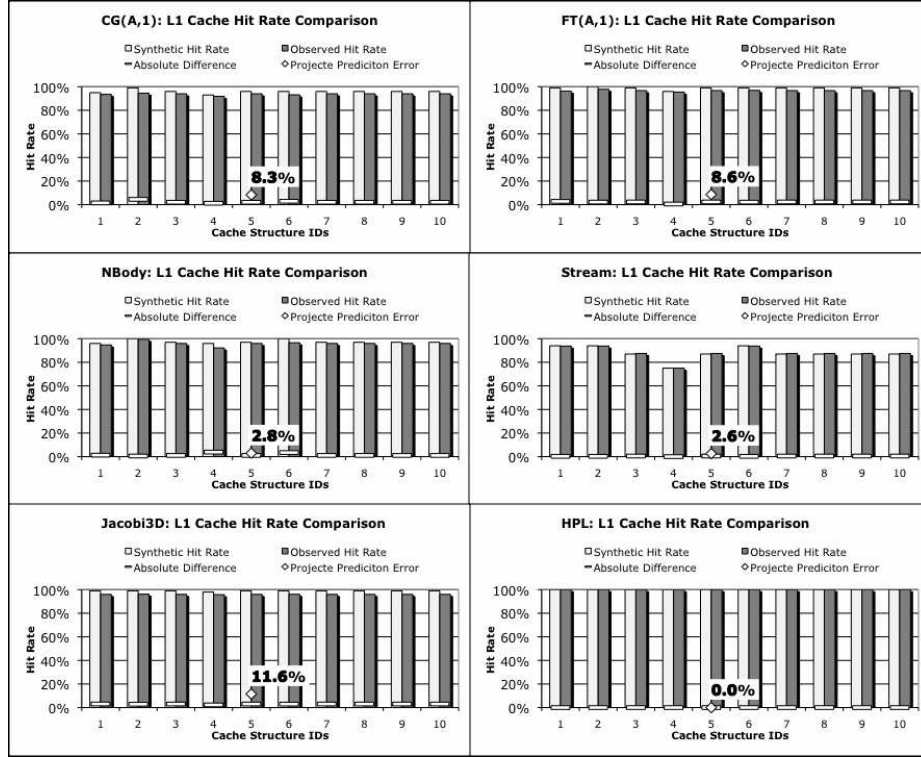 CG(A,1): L1 Cache Hit Rate Comparison
Synthetic Hit Rate Observed Hit Rate
Absolute Difference Projecte Prediciton Error
100%
80%
60%
40%
20%
0%
Hit Rate
8.3%
1 2 3 4 5 6 7 8 9 10
Cache Structure IDs
FT(A,1): L1 Cache Hit Rate Comparison
Synthetic Hit Rate Observed Hit Rate
Absolute Difference Projecte Prediciton Error
100%
80%
60%
40%
20%
0%
Hit Rate
8.6%
1 2 3 4 5 6 7 8 9 10
Cache Structure IDs
NBody: L1 Cache Hit Rate Comparison
Synthetic Hit Rate Observed Hit Rate
Absolute Difference Projecte Prediciton Error
100%
80%
60%
40%
20%
0%
Hit Rate
2.8%
1 2 3 4 5 6 7 8 9 10
Cache Structure IDs
Stream: L1 Cache Hit Rate Comparison
Synthetic Hit Rate Observed Hit Rate
Absolute Difference Projecte Prediciton Error
100%
80%
60%
40%
20%
0%
Hit Rate
2.6%
1 2 3 4 5 6 7 8 9 10
Cache Structure IDs
Jacobi3D: L1 Cache Hit Rate Comparison
Synthetic Hit Rate Observed Hit Rate
Absolute Difference Projecte Prediciton Error
100%
80%
60%
40%
20%
0%
Hit Rate
11.6%
1 2 3 4 5 6 7 8 9 10
Cache Structure IDs
HPL: L1 Cache Hit Rate Comparison
Synthetic Hit Rate Observed Hit Rate
Absolute Difference Projecte Prediciton Error
100%
80%
60%
40%
20%
0%
Hit Rate
0.0%
1 2 3 4 5 6 7 8 9 10
Cache Structure IDs